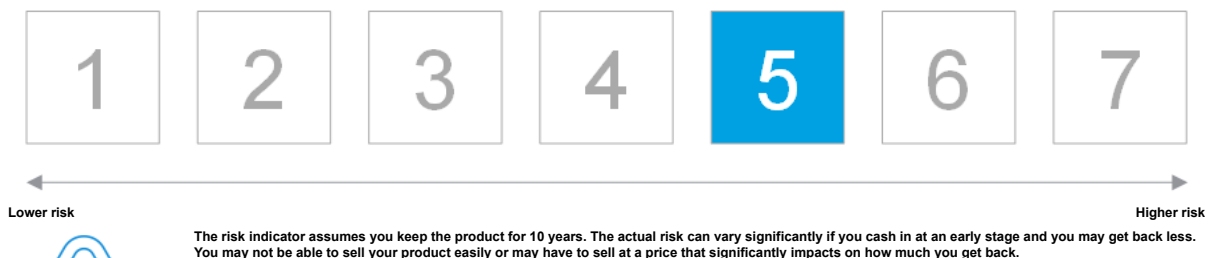 1 2 3 4 5 6 7
Lower risk Higher risk
The risk indicator assumes you keep the product for 10 years. The actual risk can vary significantly if you cash in at an early stage and you may get back less.
You may not be able to sell your product easily or may have to sell at a price that significantly impacts on how much you get back.